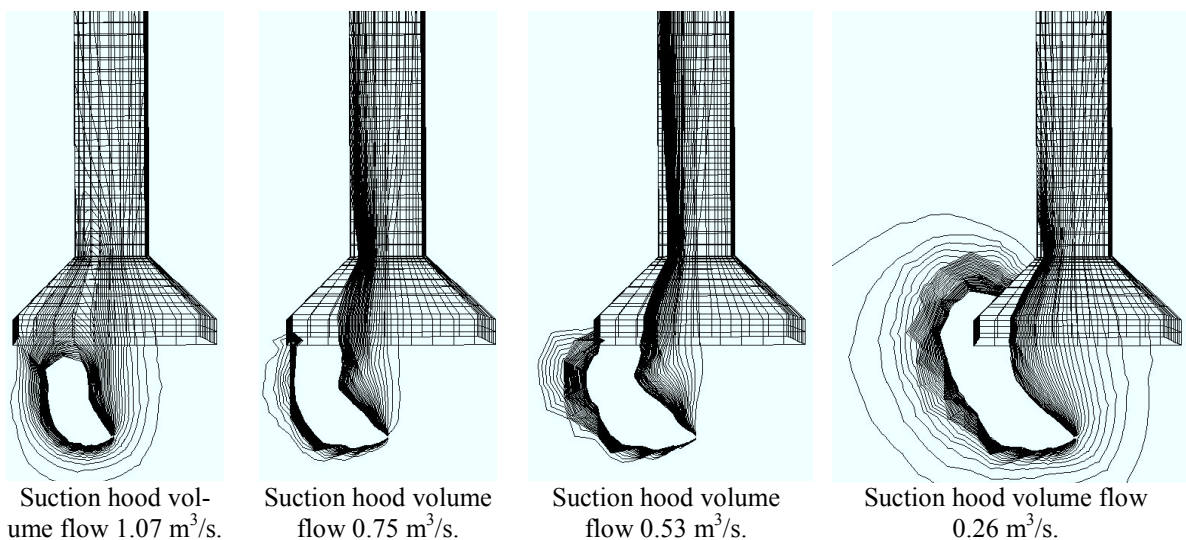 Suction hood vol-
ume flow 1.07 m³/s.
Suction hood volume
flow 0.75 m³/s.
Suction hood volume
flow 0.53 m³/s.
Suction hood volume flow
0.26 m³/s.